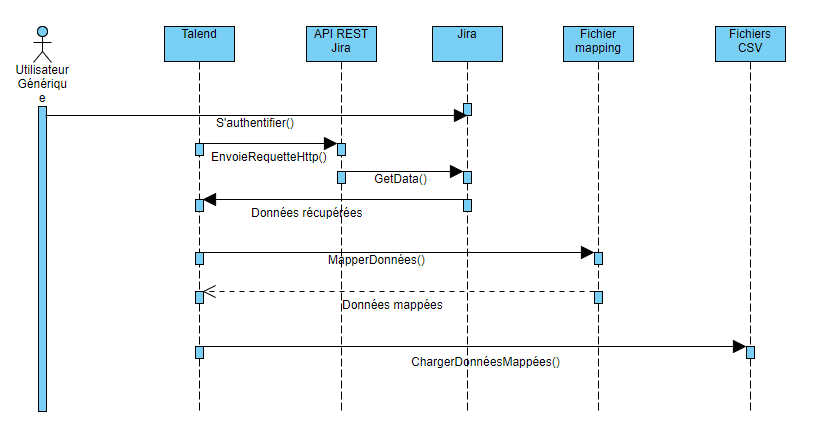 Talend
API REST
Jira
Jira
Fichier
mapping
Fichiers
CSV
Utilisateur
Génériqu
e
S'authentifier()
EnvoieRequetteHttp()
GetData()
Données récupérées
MapperDonnées()
Données mappées
ChargerDonnéesMappées()